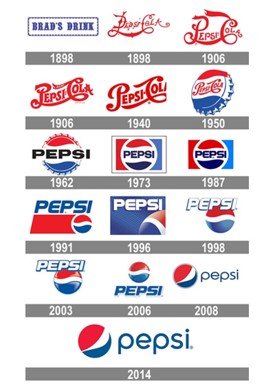 BRAD'S DRINK
Pepsi-Cola
PEPSI-COLA
1898 1898 1906
PEPSI-COLA
PEPSI-COLA
Pepsi-Cola
1906 1940 1950
PEPSI
PEPSI
PEPSI
1962 1973 1987
PEPSI
PEPSI
PEPSI
1991 1996 1998
PEPSI
PEPSI
pepsi
2003 2006 2008
pepsi
2014